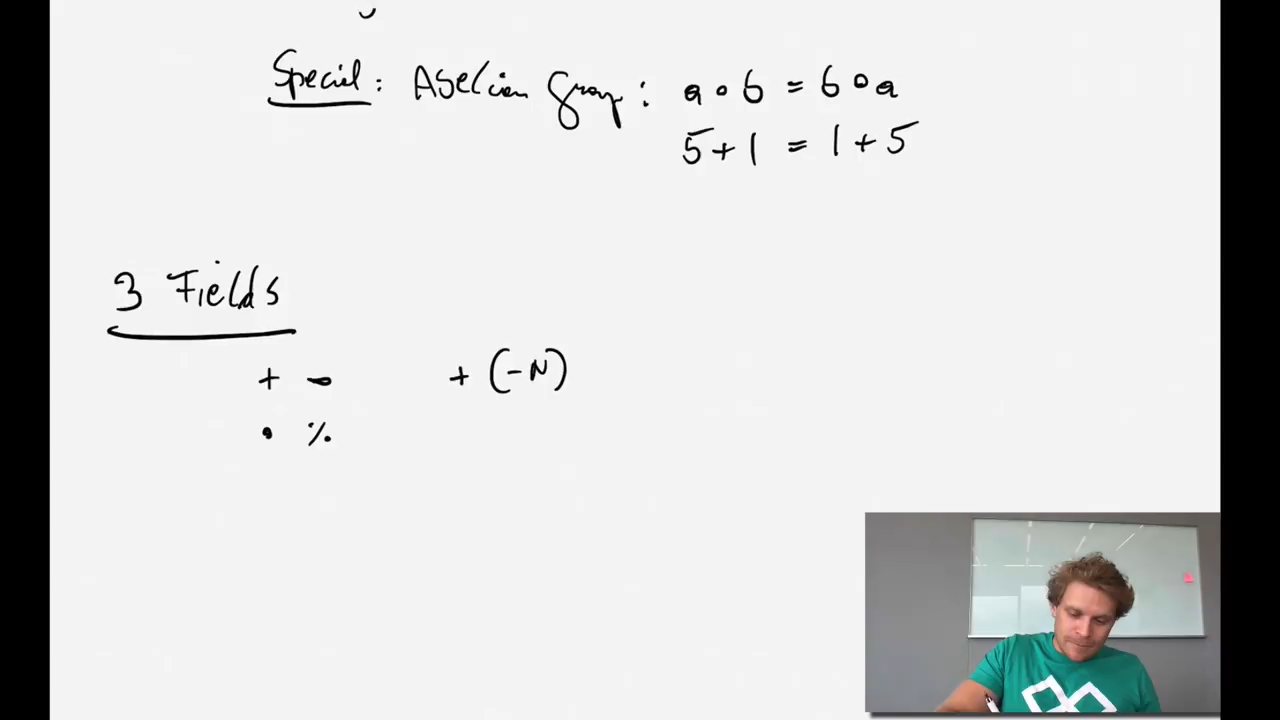 Special: Abelian group: a ∘ b = b ∘ a
5 + 1 = 1 + 5
3 Fields
+ - + (-N)
• %